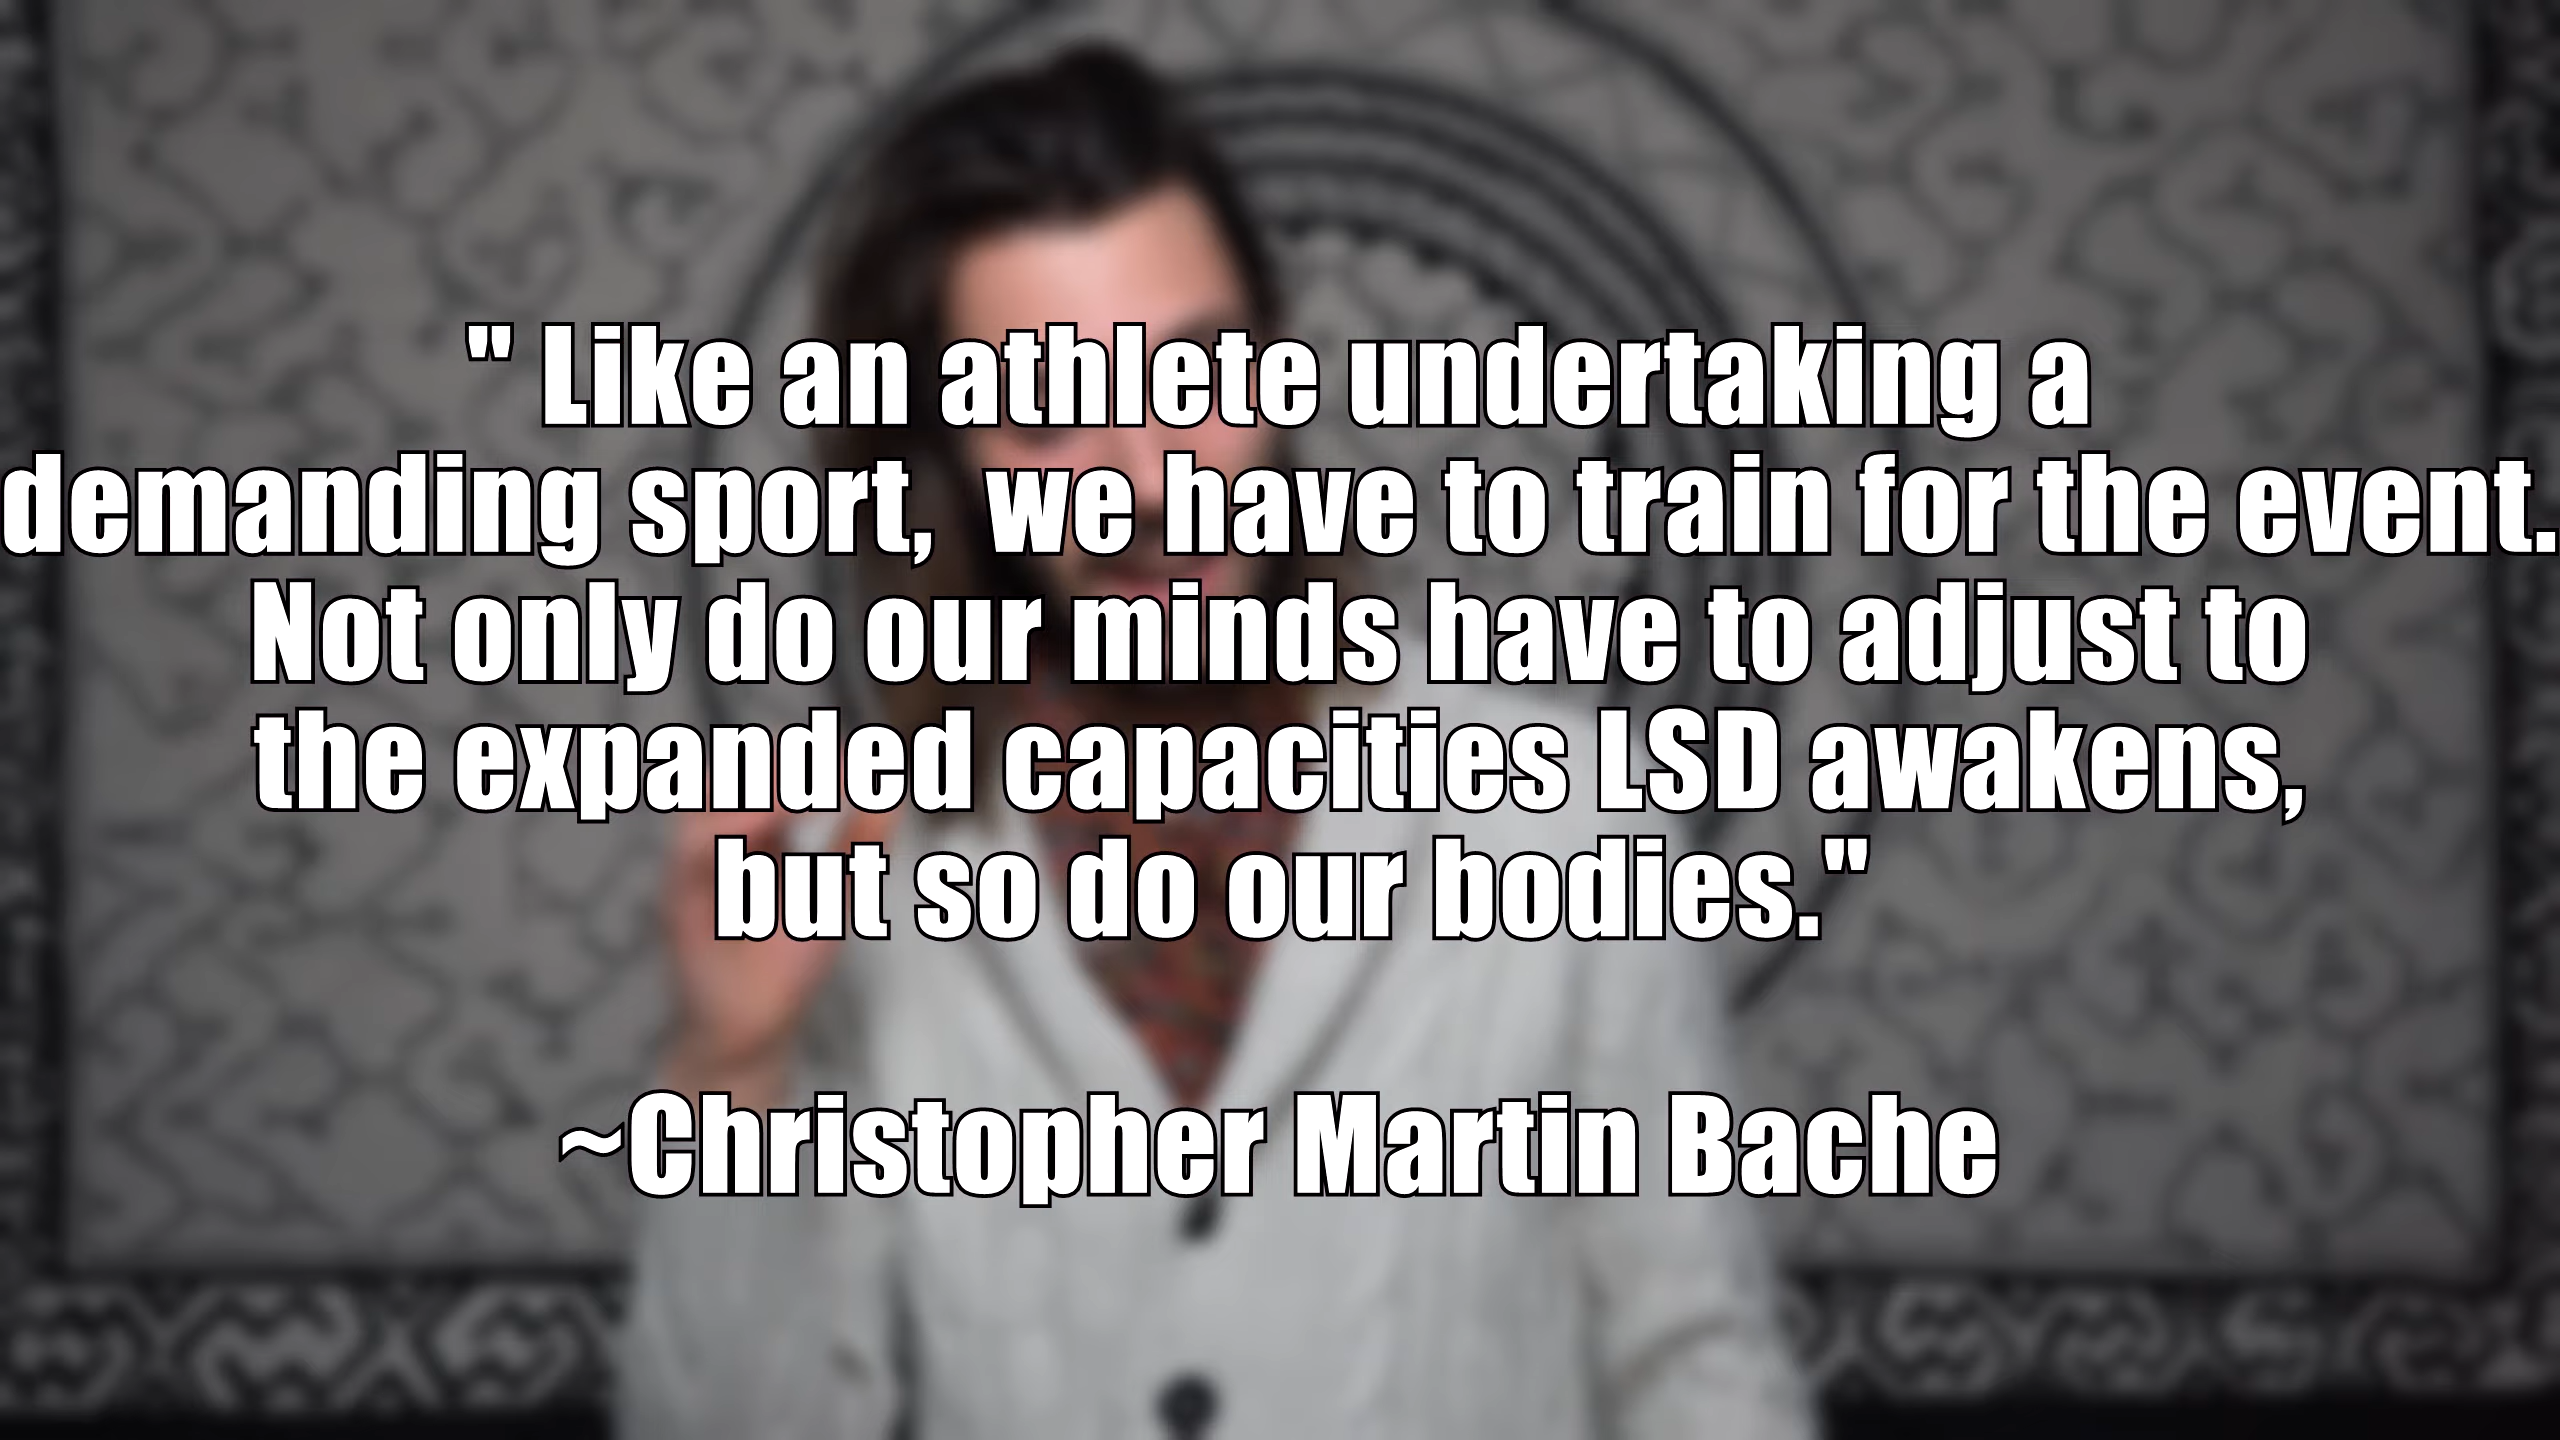 " Like an athlete undertaking a
demanding sport,  we have to train for the event.
Not only do our minds have to adjust to
the expanded capacities LSD awakens,
but so do our bodies."
~Christopher Martin Bache